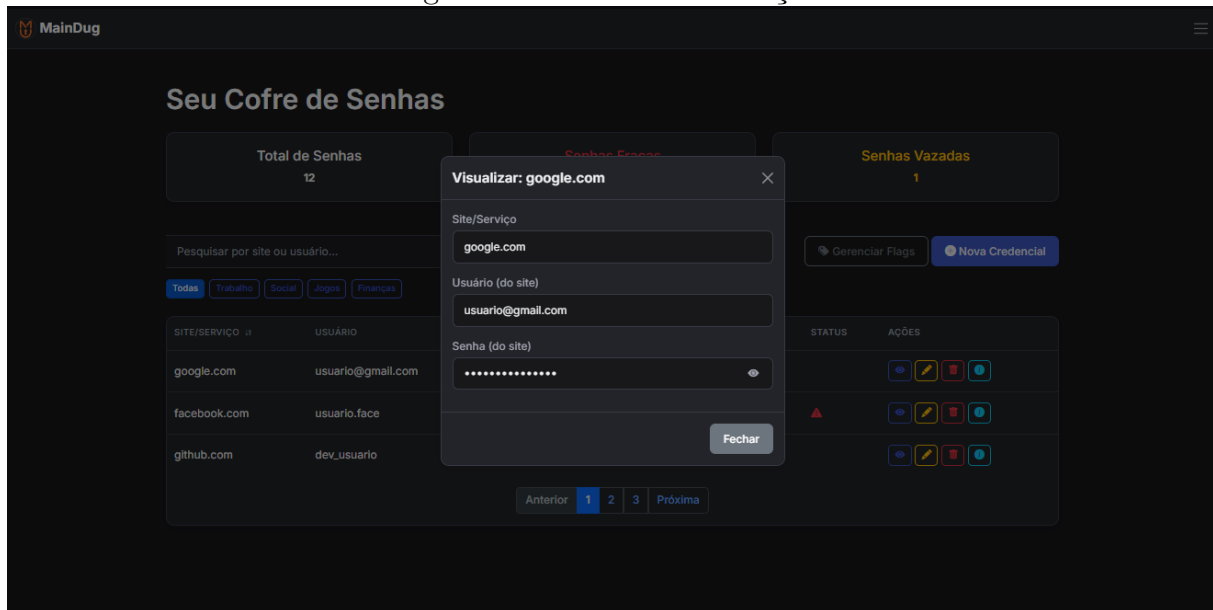 MainDug
Seu Cofre de Senhas
Total de Senhas
12
Senhas Fracas
Senhas Vazadas
1
Visualizar: google.com
Site/Serviço
google.com
Usuário (do site)
usuario@gmail.com
Senha (do site)
•••••••••••••••
Fechar
Pesquisar por site ou usuário...
Gerenciar Flags
Nova Credencial
Todas Trabalho Social Jogos Finanças
SITE/SERVIÇO USUÁRIO STATUS AÇÕES
google.com usuario@gmail.com
facebook.com usuario.face
github.com dev_usuario
Anterior 1 2 3 Próxima